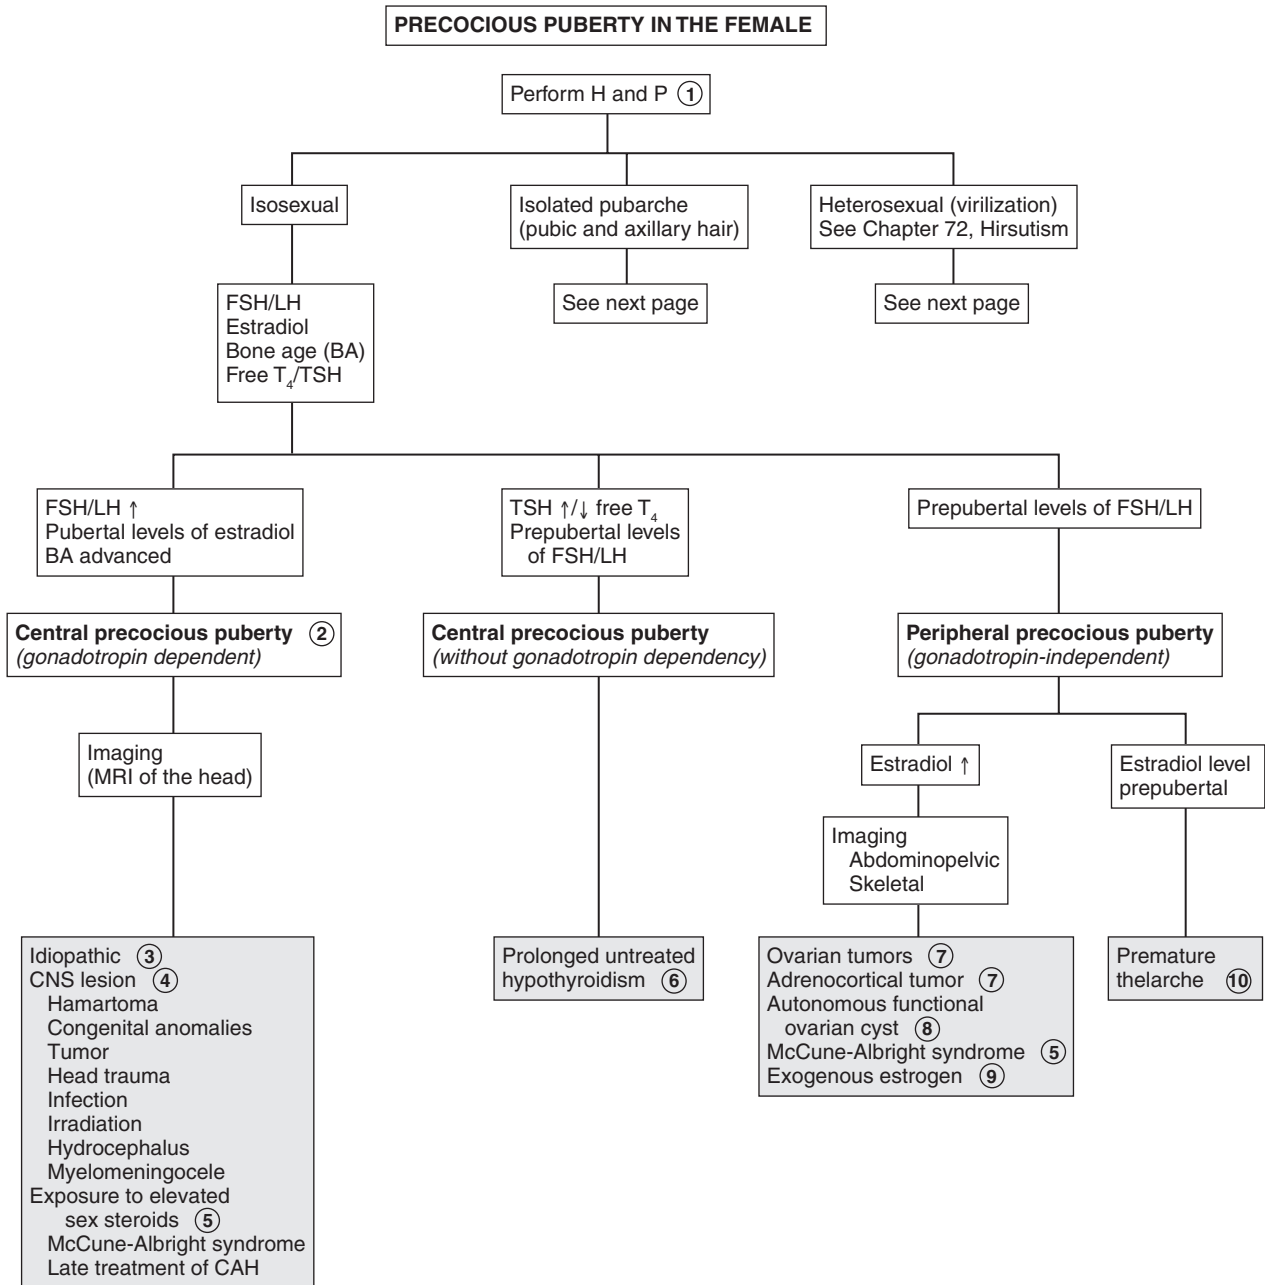 PRECOCIOUS PUBERTY IN THE FEMALE
Perform H and P ①
Isosexual
Isolated pubarche
(pubic and axillary hair)
Heterosexual (virilization)
See Chapter 72, Hirsutism
See next page
See next page
FSH/LH
Estradiol
Bone age (BA)
Free T₄/TSH
FSH/LH ↑
Pubertal levels of estradiol
BA advanced
TSH ↑/↓ free T₄
Prepubertal levels
of FSH/LH
Prepubertal levels of FSH/LH
Central precocious puberty ②
(gonadotropin dependent)
Central precocious puberty
(without gonadotropin dependency)
Peripheral precocious puberty
(gonadotropin-independent)
Imaging
(MRI of the head)
Estradiol ↑
Estradiol level
prepubertal
Imaging
Abdominopelvic
Skeletal
Idiopathic ③
CNS lesion ④
Hamartoma
Congenital anomalies
Tumor
Head trauma
Infection
Irradiation
Hydrocephalus
Myelomeningocele
Exposure to elevated
sex steroids ⑤
McCune-Albright syndrome
Late treatment of CAH
Prolonged untreated
hypothyroidism ⑥
Ovarian tumors ⑦
Adrenocortical tumor ⑦
Autonomous functional
ovarian cyst ⑧
McCune-Albright syndrome ⑤
Exogenous estrogen ⑨
Premature
thelarche ⑩